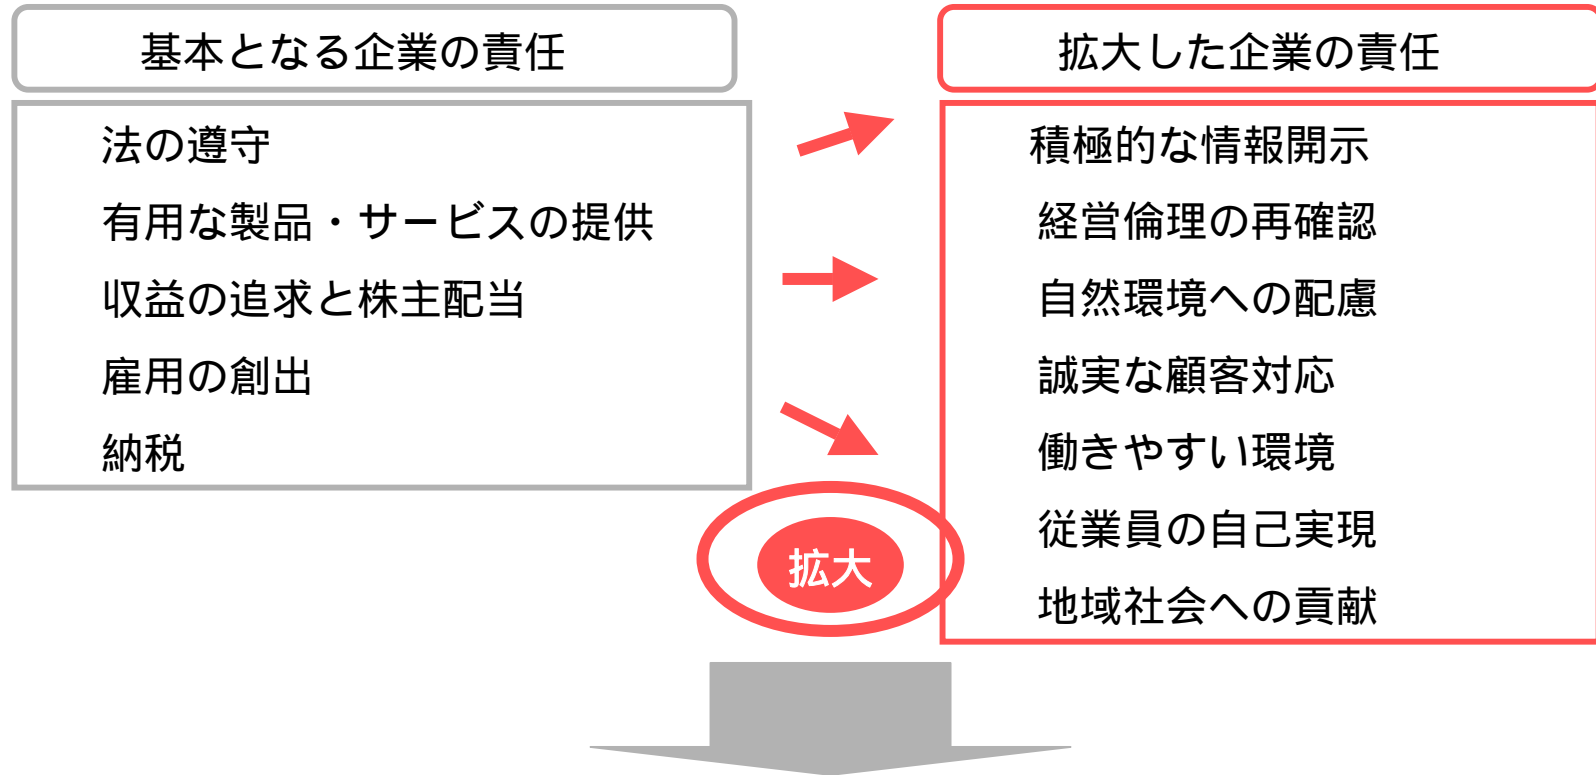 基本となる企業の責任
法の遵守
有用な製品・サービスの提供
収益の追求と株主配当
雇用の創出
納税
拡大
拡大した企業の責任
積極的な情報開示
経営倫理の再確認
自然環境への配慮
誠実な顧客対応
働きやすい環境
従業員の自己実現
地域社会への貢献